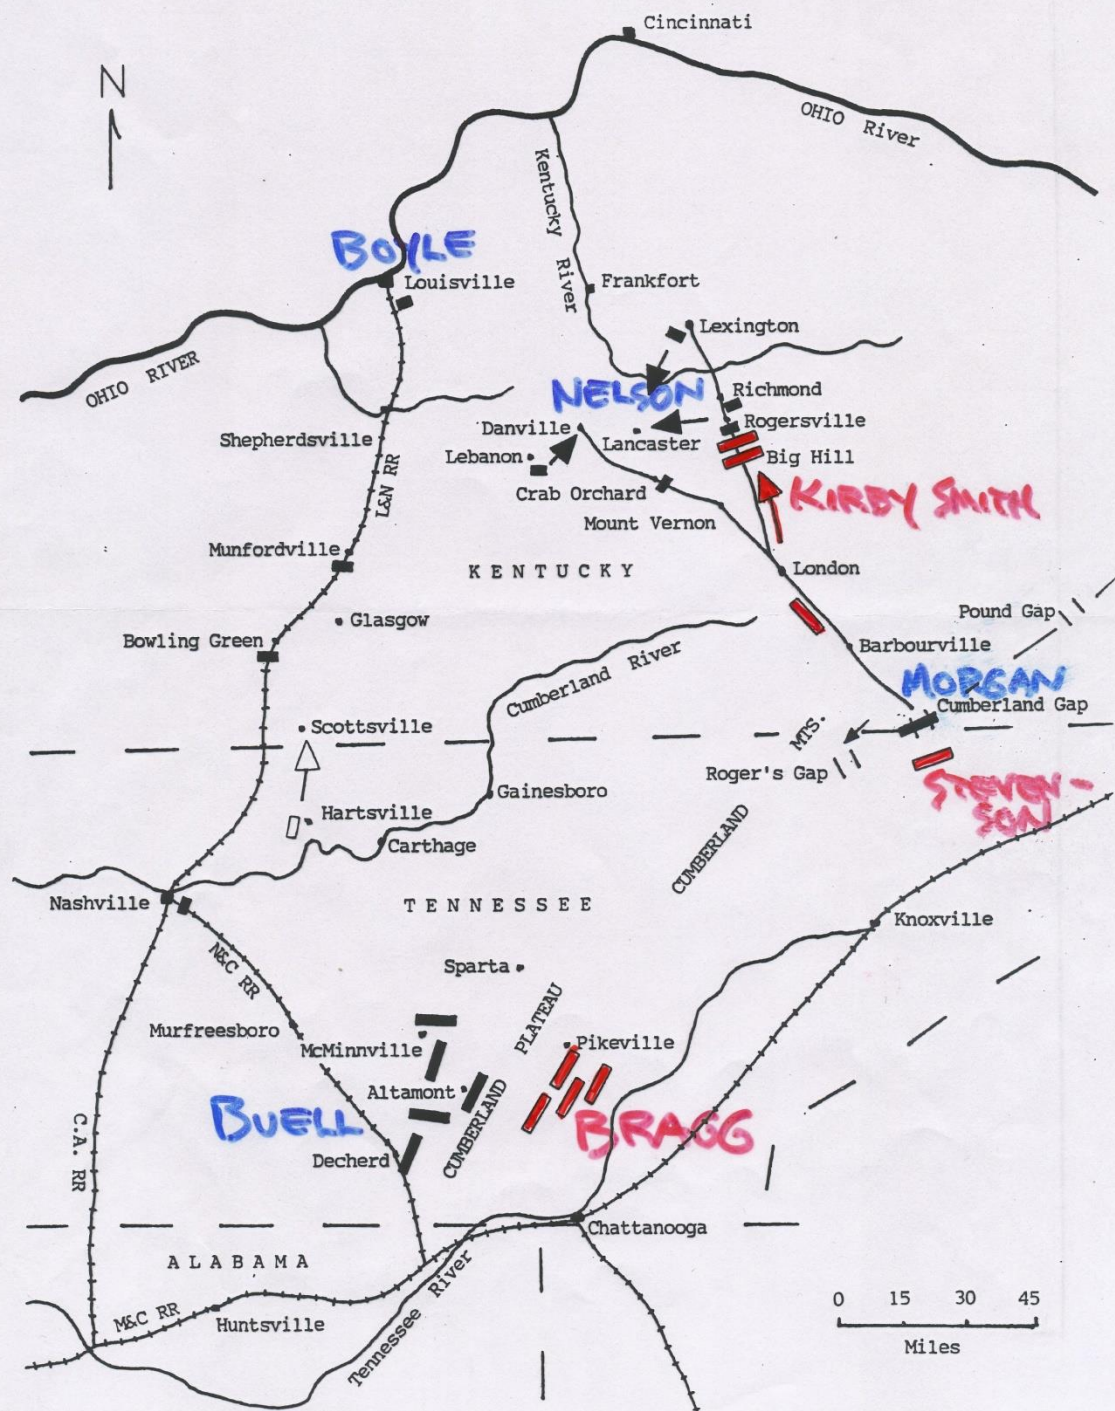 Cincinnati
N
OHIO River
Kentucky River
BOYLE
Louisville
Frankfort
Lexington
OHIO RIVER
NELSON
Richmond
Danville
Lancaster
Rogersville
Shepherdsville
Lebanon
Big Hill
L&N RR
Crab Orchard
KIRBY SMITH
Mount Vernon
Munfordville
KENTUCKY
London
Pound Gap
Glasgow
Bowling Green
Barbourville
Cumberland River
MORGAN
Cumberland Gap
Scottsville
MTS.
Roger's Gap
STEVEN-
SON
Gainesboro
Hartsville
Carthage
CUMBERLAND
Nashville
TENNESSEE
Knoxville
N&C RR
Sparta
PLATEAU
Murfreesboro
McMinnville
Pikeville
Altamont
CUMBERLAND
BUELL
BRAGG
C.A. RR
Decherd
Chattanooga
ALABAMA
M&C RR
Huntsville
Tennessee River
0 15 30 45
Miles